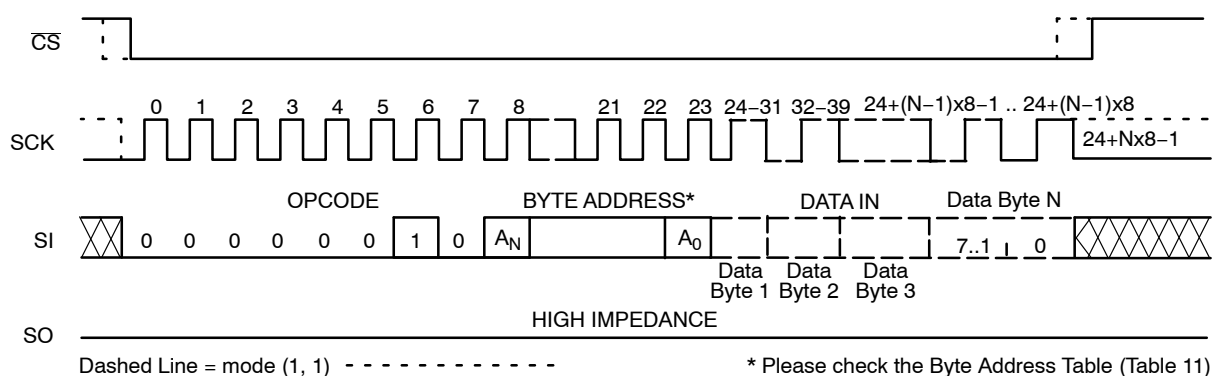 CS
0 1 2 3 4 5 6 7 8 21 22 23 24–31 32–39 24+(N–1)x8–1 .. 24+(N–1)x8
SCK
24+Nx8–1
OPCODE BYTE ADDRESS* DATA IN Data Byte N
SI 0 0 0 0 0 0 1 0 AN A0 7..1 0
Data Byte 1
Data Byte 2
Data Byte 3
HIGH IMPEDANCE
SO
Dashed Line = mode (1, 1) * Please check the Byte Address Table (Table 11)